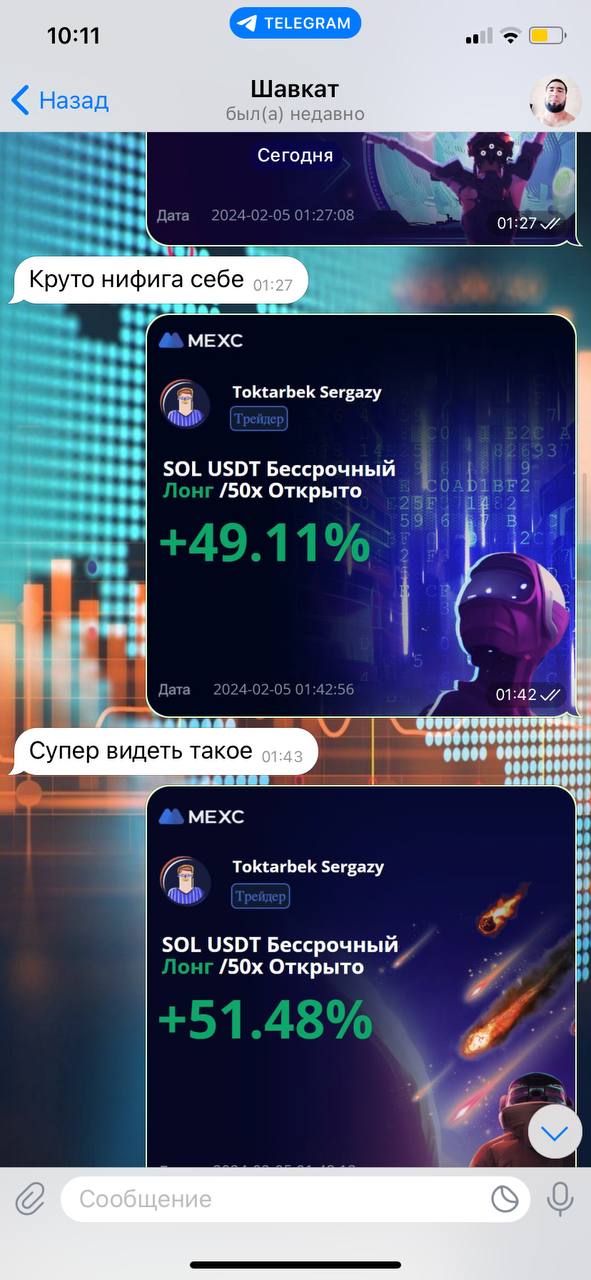 10:11
TELEGRAM
Назад
Шавкат
был(а) недавно
Сегодня
Дата 2024-02-05 01:27:08
01:27
Круто нифига себе 01:27
MEXC
Toktarbek Sergazy
Трейдер
SOL USDT Бессрочный
Лонг /50x Открыто
+49.11%
Дата 2024-02-05 01:42:56
01:42
Супер видеть такое 01:43
MEXC
Toktarbek Sergazy
Трейдер
SOL USDT Бессрочный
Лонг /50x Открыто
+51.48%
Сообщение